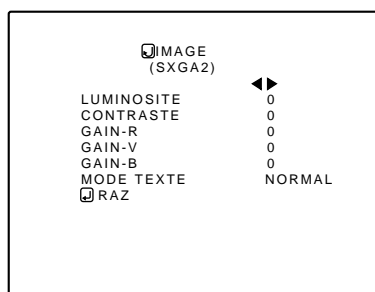 IMAGE
(SXGA2)
LUMINOSITE 0
CONTRASTE 0
GAIN-R 0
GAIN-V 0
GAIN-B 0
MODE TEXTE NORMAL
RAZ